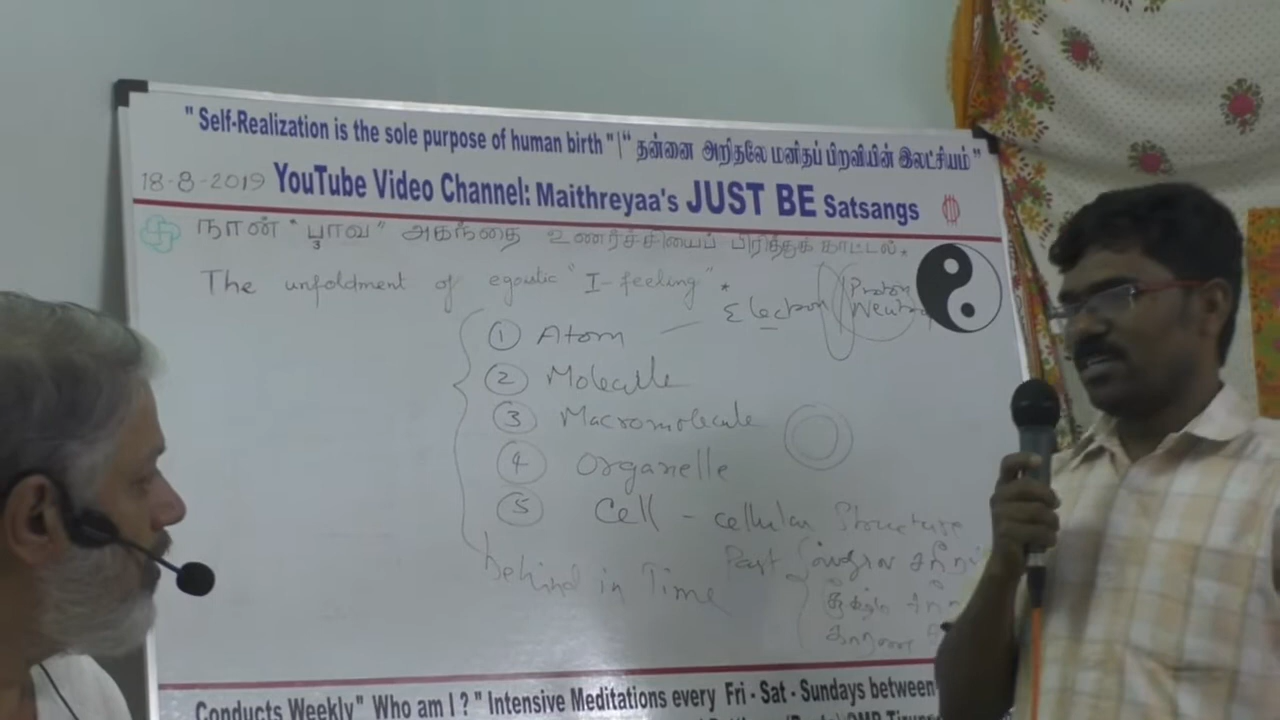 " Self-Realization is the sole purpose of human birth " | " தன்னை அறிதலே மனிதப் பிறவியின் இலட்சியம் "
18-8-2019 YouTube Video Channel: Maithreyaa's JUST BE Satsangs
நான் "பாவ" அகந்தை உணர்ச்சியைப் பிரித்துக் காட்டல்.
The unfoldment of egoistic "I-feeling" *
Electron Proton
Neutron
① Atom —
② Molecule
③ Macromolecule
④ Organelle
⑤ Cell - cellular Structure
behind in Time Past
Conducts Weekly" Who am I ? " Intensive Meditations every Fri - Sat - Sundays between